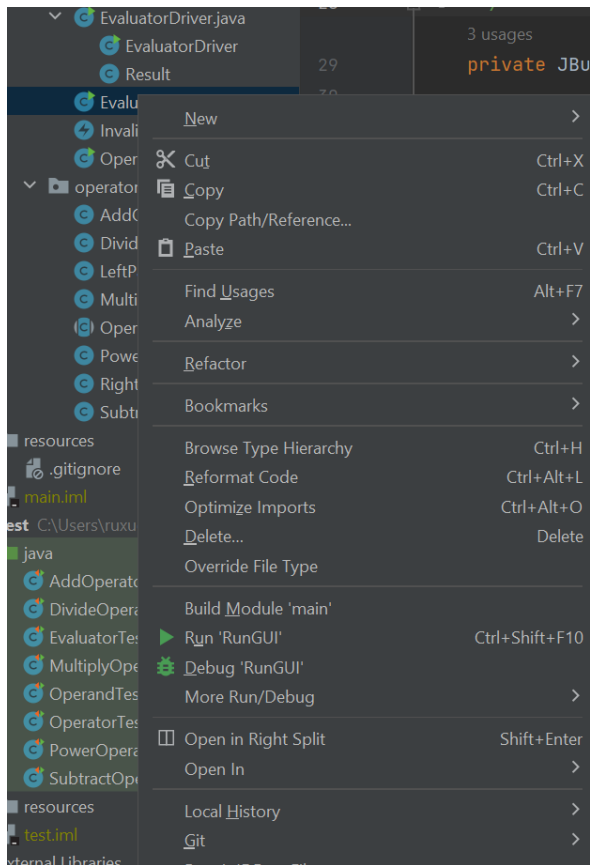 EvaluatorDriver.java
EvaluatorDriver
Result
3 usages
29 private JBu
Evalu
Invali
Oper
operator
AddO
Divid
LeftP
Multi
Oper
Powe
Right
Subtr
resources
.gitignore
main.iml
est C:\Users\ruxu
java
AddOperato
DivideOpera
EvaluatorTes
MultiplyOpe
OperandTes
OperatorTes
PowerOpera
SubtractOpe
resources
test.iml
xternal Libraries
New
Cut Ctrl+X
Copy Ctrl+C
Copy Path/Reference...
Paste Ctrl+V
Find Usages Alt+F7
Analyze
Refactor
Bookmarks
Browse Type Hierarchy Ctrl+H
Reformat Code Ctrl+Alt+L
Optimize Imports Ctrl+Alt+O
Delete... Delete
Override File Type
Build Module 'main'
Run 'RunGUI' Ctrl+Shift+F10
Debug 'RunGUI'
More Run/Debug
Open in Right Split Shift+Enter
Open In
Local History
Git